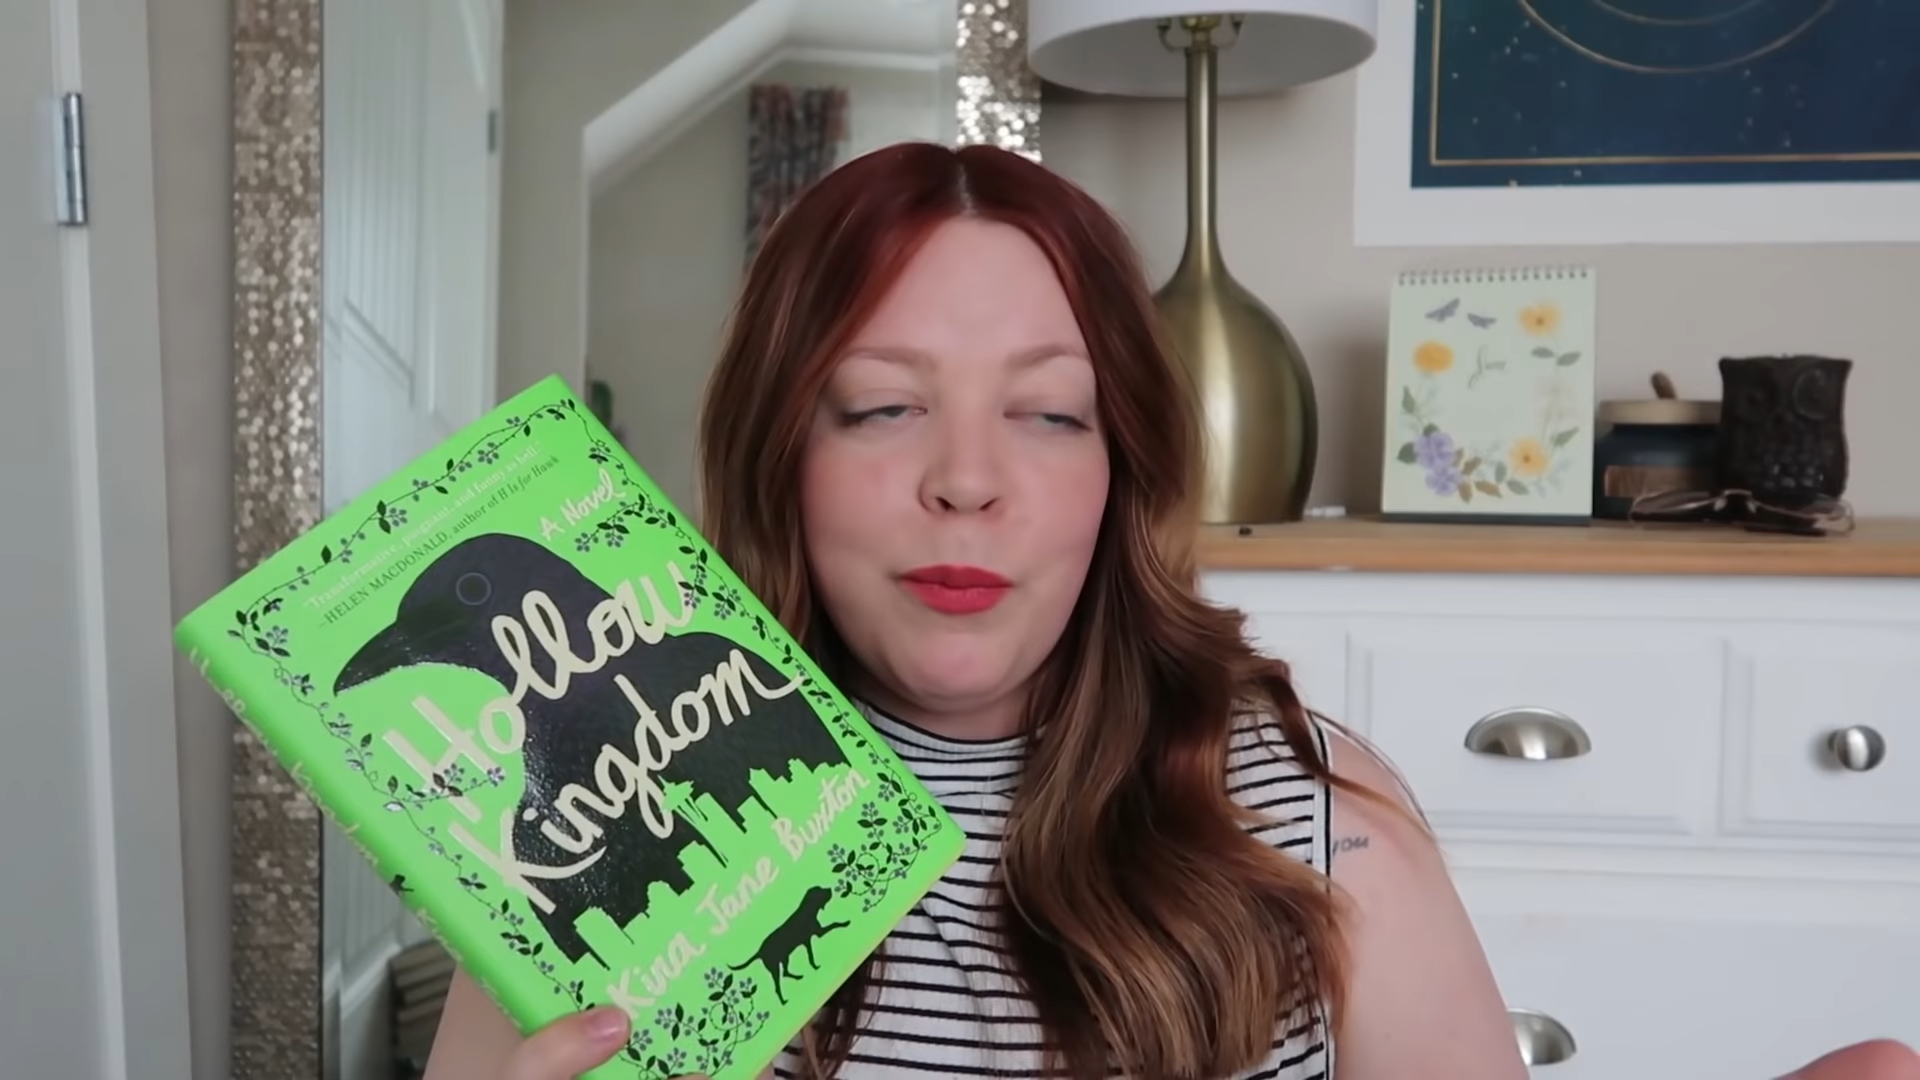 "Transformative, poignant, and funny as hell."
—HELEN MACDONALD, author of H Is for Hawk
A Novel
Hollow
Kingdom
Kira Jane Buxton
June